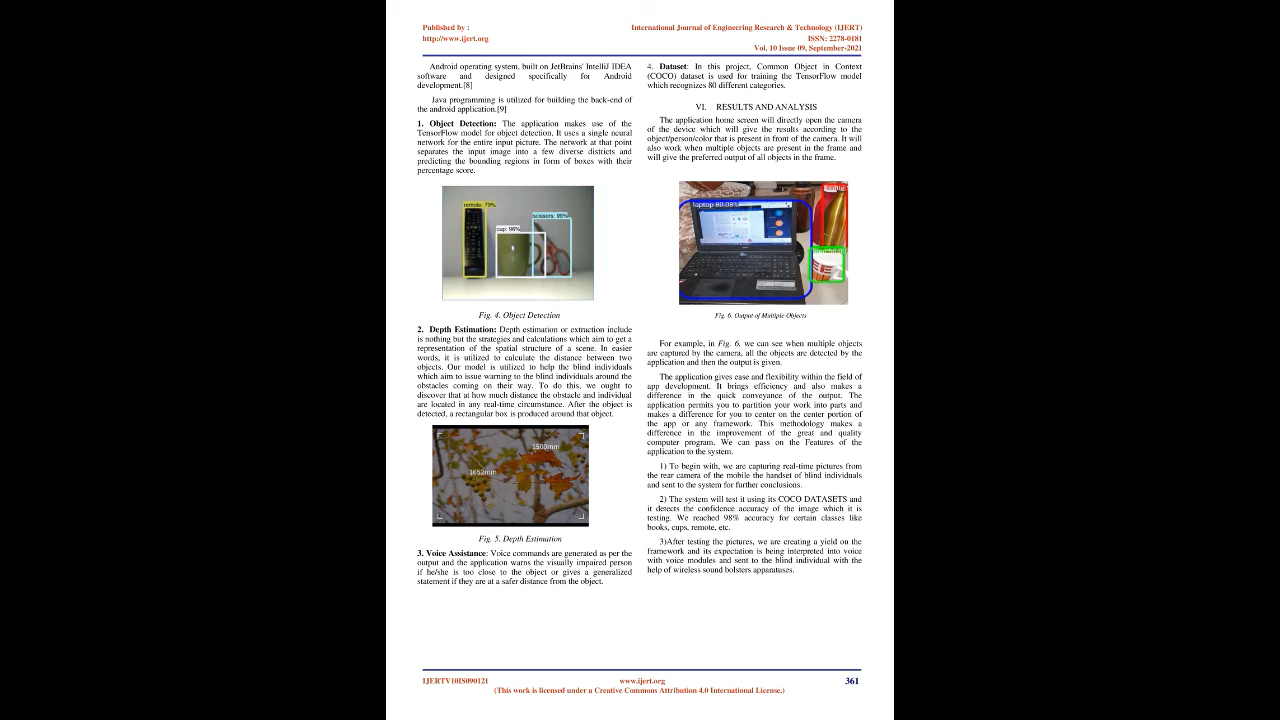 Published by :
http://www.ijert.org
International Journal of Engineering Research & Technology (IJERT)
ISSN: 2278-0181
Vol. 10 Issue 09, September-2021
Android operating system, built on JetBrains' IntelliJ IDEA
software and designed specifically for Android
development.[8]
Java programming is utilized for building the back-end of
the android application.[9]
1. Object Detection: The application makes use of the
TensorFlow model for object detection. It uses a single neural
network for the entire input picture. The network at that point
separates the input image into a few diverse districts and
predicting the bounding regions in form of boxes with their
percentage score.
remote: 79%
scissors: 99%
cup: 96%
Fig. 4. Object Detection
2. Depth Estimation: Depth estimation or extraction include
is nothing but the strategies and calculations which aim to get a
representation of the spatial structure of a scene. In easier
words, it is utilized to calculate the distance between two
objects. Our model is utilized to help the blind individuals
which aim to issue warning to the blind individuals around the
obstacles coming on their way. To do this, we ought to
discover that at how much distance the obstacle and individual
are located in any real-time circumstance. After the object is
detected, a rectangular box is produced around that object.
1500mm
1652mm
Fig. 5. Depth Estimation
3. Voice Assistance: Voice commands are generated as per the
output and the application warns the visually impaired person
if he/she is too close to the object or gives a generalized
statement if they are at a safer distance from the object.
4. Dataset: In this project, Common Object in Context
(COCO) dataset is used for training the TensorFlow model
which recognizes 80 different categories.
VI. RESULTS AND ANALYSIS
The application home screen will directly open the camera
of the device which will give the results according to the
object/person/color that is present in front of the camera. It will
also work when multiple objects are present in the frame and
will give the preferred output of all objects in the frame.
laptop 80.08%
Fig. 6. Output of Multiple Objects
For example, in Fig. 6. we can see when multiple objects
are captured by the camera, all the objects are detected by the
application and then the output is given.
The application gives ease and flexibility within the field of
app development. It brings efficiency and also makes a
difference in the quick conveyance of the output. The
application permits you to partition your work into parts and
makes a difference for you to center on the center portion of
the app or any framework. This methodology makes a
difference in the improvement of the great and quality
computer program. We can pass on the Features of the
application to the system.
1) To begin with, we are capturing real-time pictures from
the rear camera of the mobile the handset of blind individuals
and sent to the system for further conclusions.
2) The system will test it using its COCO DATASETS and
it detects the confidence accuracy of the image which it is
testing. We reached 98% accuracy for certain classes like
books, cups, remote, etc.
3)After testing the pictures, we are creating a yield on the
framework and its expectation is being interpreted into voice
with voice modules and sent to the blind individual with the
help of wireless sound bolsters apparatuses.
IJERTV10IS090121
www.ijert.org
361
(This work is licensed under a Creative Commons Attribution 4.0 International License.)